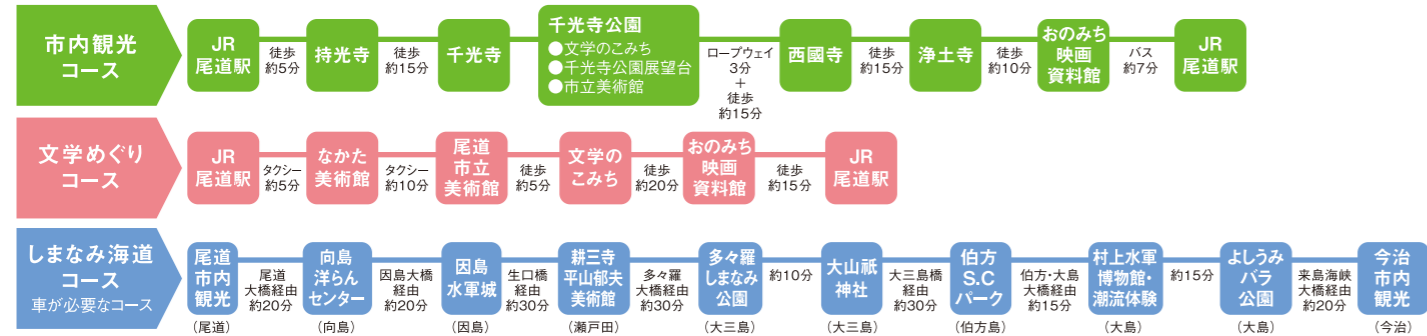 市内観光
コース
JR
尾道駅
徒歩
約5分
持光寺
徒歩
約15分
千光寺
千光寺公園
●文学のこみち
●千光寺公園展望台
●市立美術館
ロープウェイ
3分
+
徒歩
約15分
西國寺
徒歩
約15分
浄土寺
徒歩
約10分
おのみち
映画
資料館
バス
約7分
JR
尾道駅
文学めぐり
コース
JR
尾道駅
タクシー
約5分
なかた
美術館
タクシー
約10分
尾道
市立
美術館
徒歩
約5分
文学の
こみち
徒歩
約20分
おのみち
映画
資料館
徒歩
約15分
JR
尾道駅
しまなみ海道
コース
車が必要なコース
尾道
市内
観光
(尾道)
尾道
大橋経由
約20分
向島
洋らん
センター
(向島)
因島大橋
経由
約20分
因島
水軍城
(因島)
生口橋
経由
約30分
耕三寺
平山郁夫
美術館
(瀬戸田)
多々羅
大橋経由
約30分
多々羅
しまなみ
公園
(大三島)
約10分
大山祇
神社
(大三島)
大三島橋
経由
約30分
伯方
S.C
パーク
(伯方島)
伯方・大島
大橋経由
約15分
村上水軍
博物館・
潮流体験
(大島)
約15分
よしうみ
バラ
公園
(大島)
来島海峡
大橋経由
約20分
今治
市内
観光
(今治)